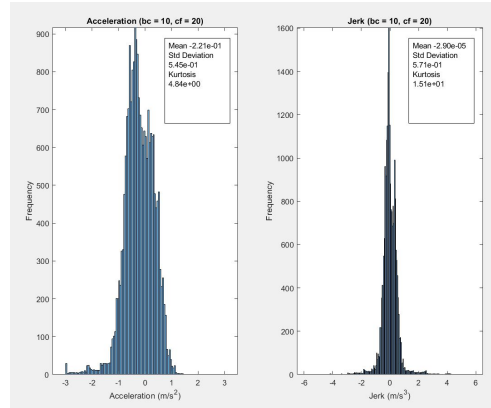 Acceleration (bc = 10, cf = 20)
900
800
700
600
500
400
300
200
100
0
Frequency
Mean -2.21e-01
Std Deviation
5.45e-01
Kurtosis
4.84e+00
-3 -2 -1 0 1 2 3
Acceleration (m/s²)
Jerk (bc = 10, cf = 20)
1600
1400
1200
1000
800
600
400
200
0
Frequency
Mean -2.90e-05
Std Deviation
5.71e-01
Kurtosis
1.51e+01
-6 -4 -2 0 2 4 6
Jerk (m/s³)